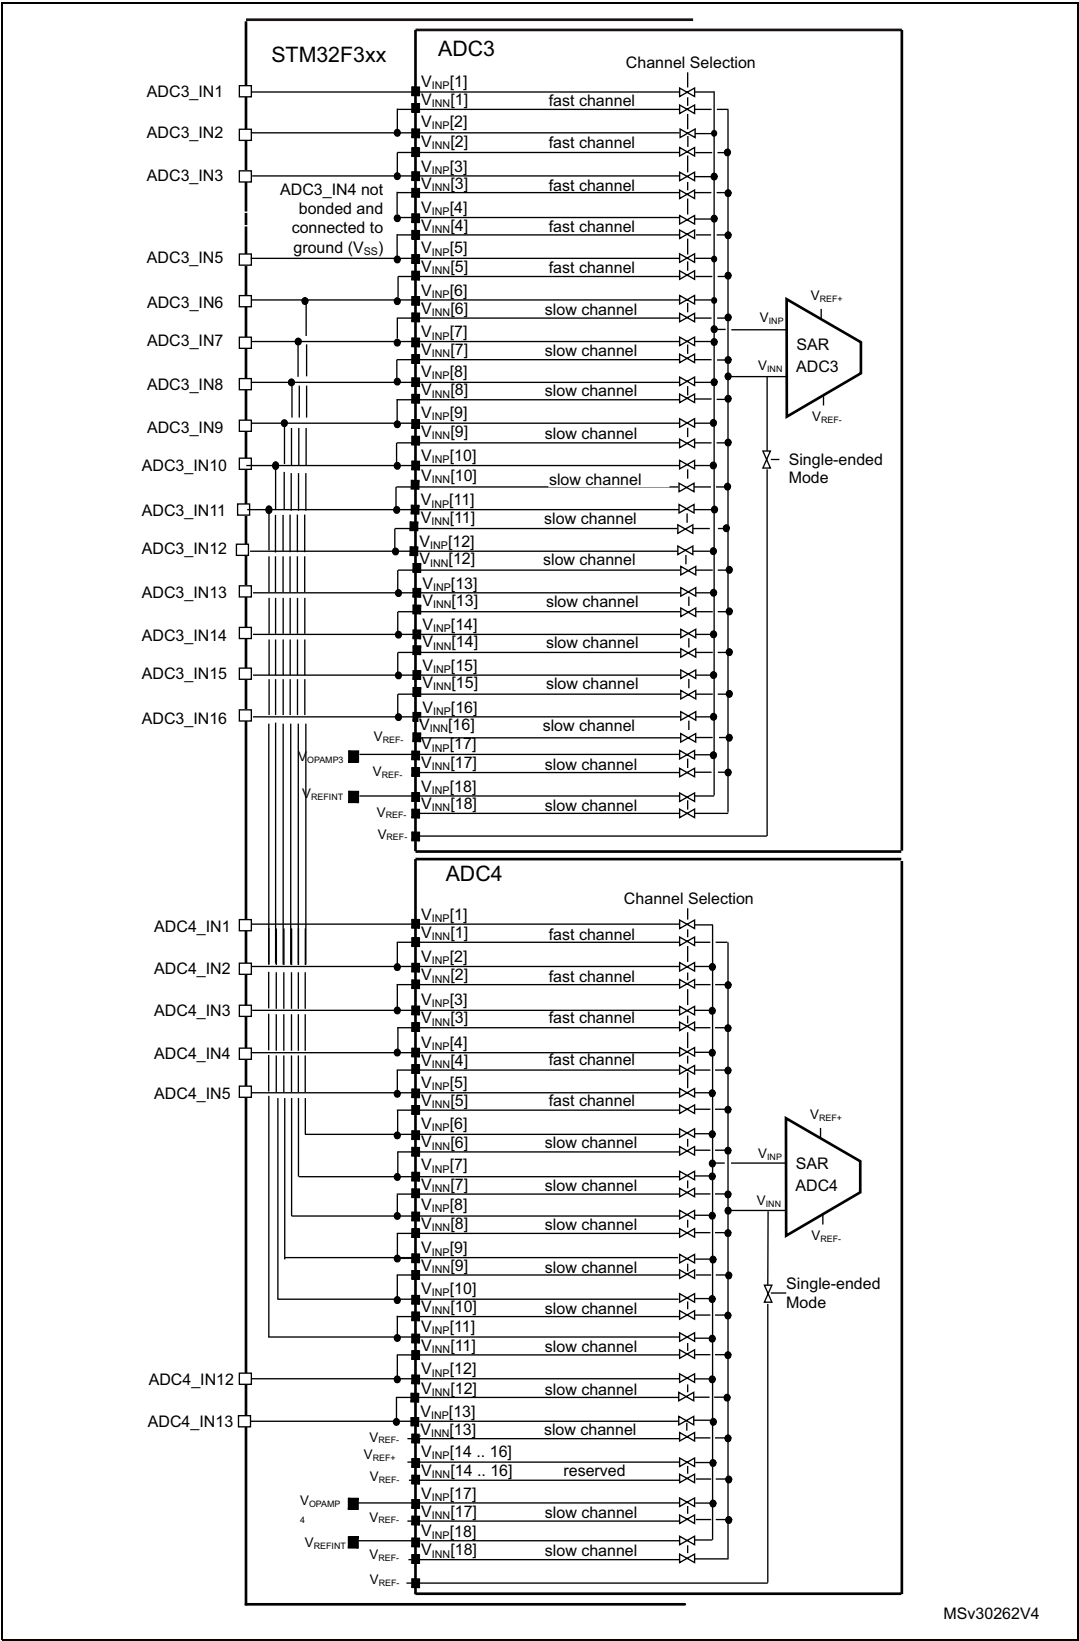 STM32F3xx
ADC3
Channel Selection
ADC3_IN1
VINP[1]
VINN[1]
fast channel
ADC3_IN2
VINP[2]
VINN[2]
fast channel
ADC3_IN3
VINP[3]
VINN[3]
fast channel
ADC3_IN4 not
bonded and
connected to
ground (VSS)
VINP[4]
VINN[4]
fast channel
ADC3_IN5
VINP[5]
VINN[5]
fast channel
ADC3_IN6
VINP[6]
VINN[6]
slow channel
ADC3_IN7
VINP[7]
VINN[7]
slow channel
ADC3_IN8
VINP[8]
VINN[8]
slow channel
ADC3_IN9
VINP[9]
VINN[9]
slow channel
ADC3_IN10
VINP[10]
VINN[10]
slow channel
ADC3_IN11
VINP[11]
VINN[11]
slow channel
ADC3_IN12
VINP[12]
VINN[12]
slow channel
ADC3_IN13
VINP[13]
VINN[13]
slow channel
ADC3_IN14
VINP[14]
VINN[14]
slow channel
ADC3_IN15
VINP[15]
VINN[15]
slow channel
ADC3_IN16
VINP[16]
VINN[16]
slow channel
VREF-
VOPAMP3
VINP[17]
VREF-
VINN[17]
slow channel
VREFINT
VINP[18]
VREF-
VINN[18]
slow channel
VREF-
VREF+
VINP
SAR
ADC3
VINN
VREF-
Single-ended
Mode
ADC4
Channel Selection
ADC4_IN1
VINP[1]
VINN[1]
fast channel
ADC4_IN2
VINP[2]
VINN[2]
fast channel
ADC4_IN3
VINP[3]
VINN[3]
fast channel
ADC4_IN4
VINP[4]
VINN[4]
fast channel
ADC4_IN5
VINP[5]
VINN[5]
fast channel
VINP[6]
VINN[6]
slow channel
VINP[7]
VINN[7]
slow channel
VINP[8]
VINN[8]
slow channel
VINP[9]
VINN[9]
slow channel
VINP[10]
VINN[10]
slow channel
VINP[11]
VINN[11]
slow channel
ADC4_IN12
VINP[12]
VINN[12]
slow channel
ADC4_IN13
VINP[13]
VREF-
VINN[13]
slow channel
VREF+
VINP[14 .. 16]
VREF-
VINN[14 .. 16]
reserved
VOPAMP
4
VINP[17]
VREF-
VINN[17]
slow channel
VREFINT
VINP[18]
VREF-
VINN[18]
slow channel
VREF-
VREF+
VINP
SAR
ADC4
VINN
VREF-
Single-ended
Mode
MSv30262V4